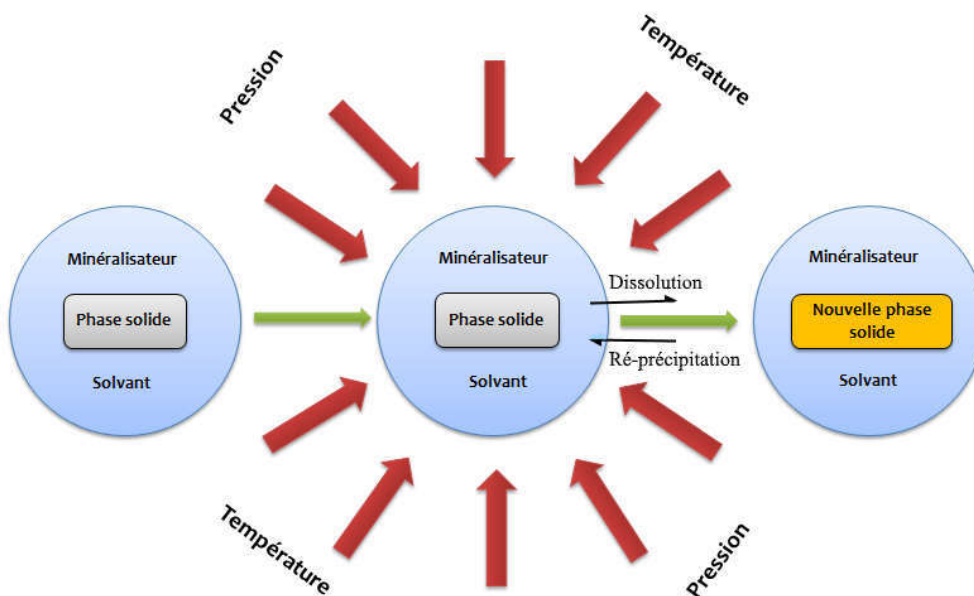 Pression
Température
Minéralisateur
Phase solide
Solvant
Minéralisateur
Phase solide
Solvant
Dissolution
Ré-précipitation
Minéralisateur
Nouvelle phase
solide
Solvant
Température
Pression